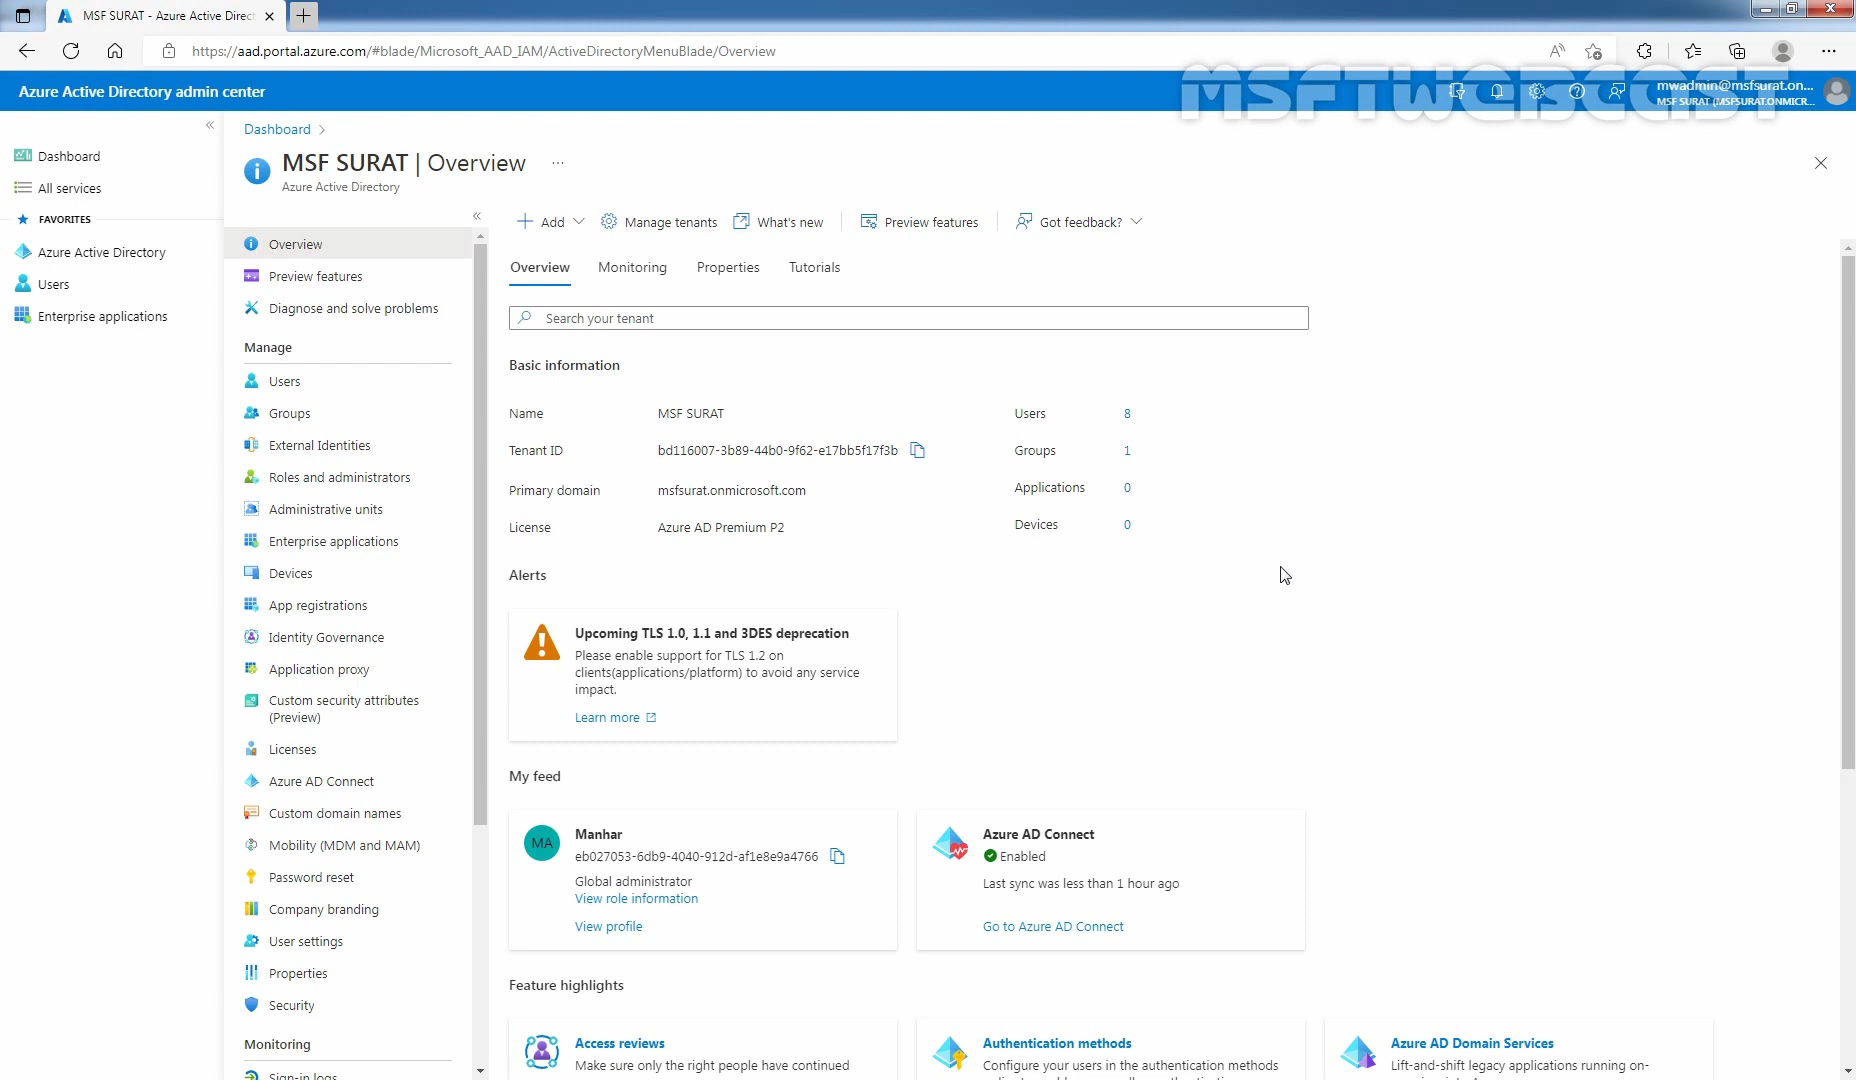 MSF SURAT - Azure Active Direct
https://aad.portal.azure.com/#blade/Microsoft_AAD_IAM/ActiveDirectoryMenuBlade/Overview
MSFTWEBCAST
Azure Active Directory admin center
mwadmin@msfsurat.on...
MSF SURAT (MSFSURAT.ONMICR...
Dashboard
All services
FAVORITES
Azure Active Directory
Users
Enterprise applications
Dashboard
MSF SURAT | Overview ...
Azure Active Directory
Overview
Preview features
Diagnose and solve problems
Manage
Users
Groups
External Identities
Roles and administrators
Administrative units
Enterprise applications
Devices
App registrations
Identity Governance
Application proxy
Custom security attributes
(Preview)
Licenses
Azure AD Connect
Custom domain names
Mobility (MDM and MAM)
Password reset
Company branding
User settings
Properties
Security
Monitoring
Sign-in logs
Add Manage tenants What's new Preview features Got feedback?
Overview Monitoring Properties Tutorials
Search your tenant
Basic information
Name MSF SURAT Users 8
Tenant ID bd116007-3b89-44b0-9f62-e17bb5f17f3b Groups 1
Primary domain msfsurat.onmicrosoft.com Applications 0
License Azure AD Premium P2 Devices 0
Alerts
Upcoming TLS 1.0, 1.1 and 3DES deprecation
Please enable support for TLS 1.2 on
clients(applications/platform) to avoid any service
impact.
Learn more
My feed
MA
Manhar
eb027053-6db9-4040-912d-af1e8e9a4766
Global administrator
View role information
View profile
Azure AD Connect
Enabled
Last sync was less than 1 hour ago
Go to Azure AD Connect
Feature highlights
Access reviews
Make sure only the right people have continued
Authentication methods
Configure your users in the authentication methods
Azure AD Domain Services
Lift-and-shift legacy applications running on-